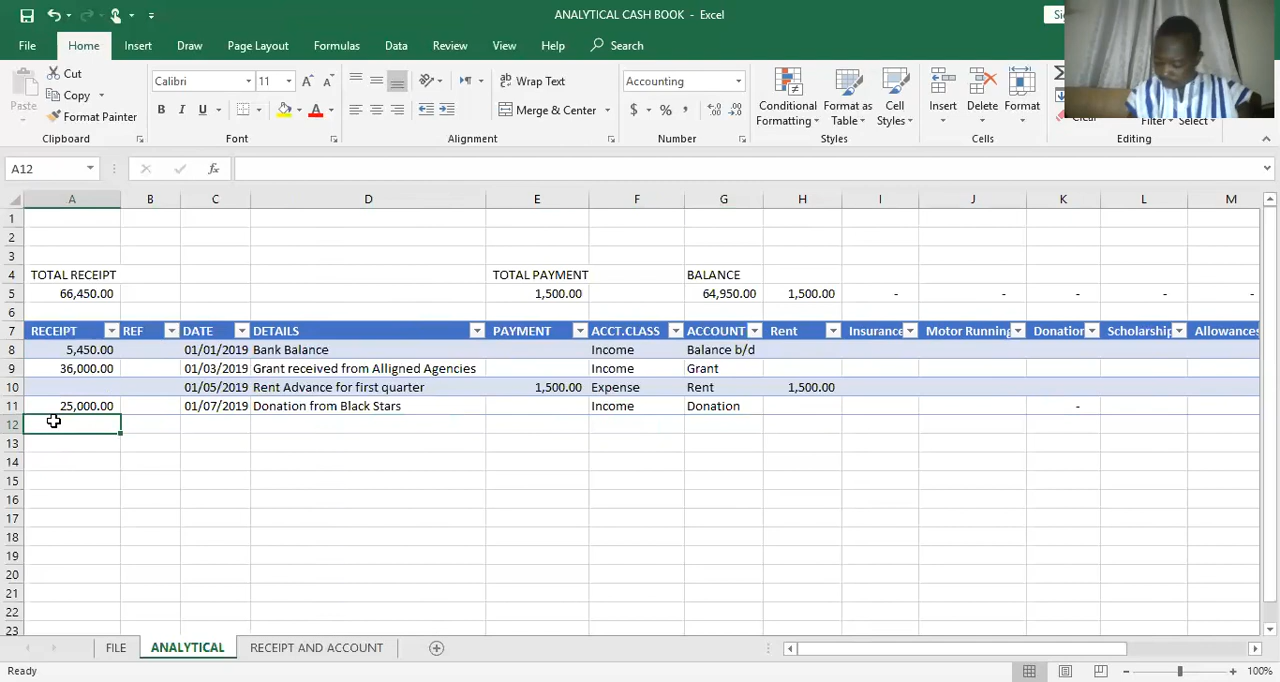 ANALYTICAL CASH BOOK - Excel
File Home Insert Draw Page Layout Formulas Data Review View Help Search
Paste
Cut
Copy
Format Painter
Clipboard
Calibri 11
B I U
Font
Wrap Text
Merge & Center
Alignment
Accounting
$ % ,
Number
Conditional Formatting
Format as Table
Cell Styles
Styles
Insert Delete Format
Cells
Editing
A12 fx
A B C D E F G H I J K L M
1
2
3
4 TOTAL RECEIPT TOTAL PAYMENT BALANCE
5 66,450.00 1,500.00 64,950.00 1,500.00 - - - - -
6
7 RECEIPT REF DATE DETAILS PAYMENT ACCT.CLASS ACCOUNT Rent Insurance Motor Running Donation Scholarship Allowances
8 5,450.00 01/01/2019 Bank Balance Income Balance b/d
9 36,000.00 01/03/2019 Grant received from Alligned Agencies Income Grant
10 01/05/2019 Rent Advance for first quarter 1,500.00 Expense Rent 1,500.00
11 25,000.00 01/07/2019 Donation from Black Stars Income Donation -
12
13
14
15
16
17
18
19
20
21
22
23
FILE ANALYTICAL RECEIPT AND ACCOUNT
Ready 100%